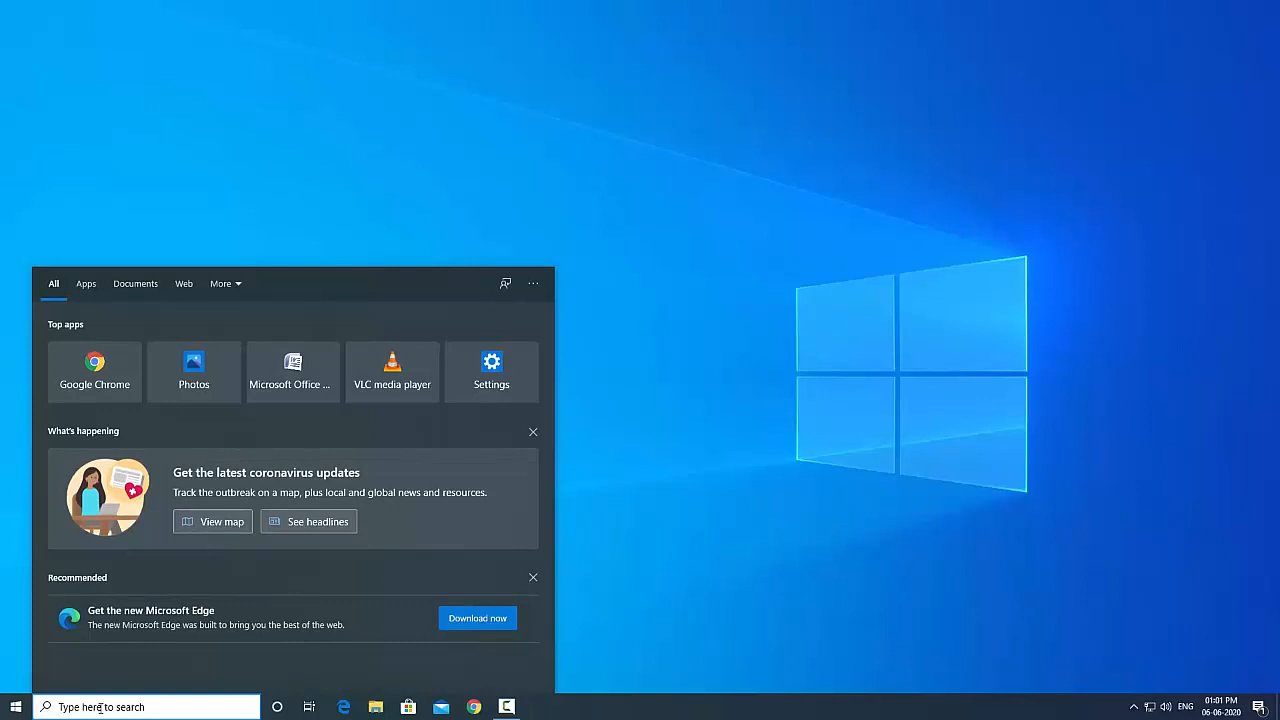 All Apps Documents Web More ...
Top apps
Google Chrome Photos Microsoft Office ... VLC media player Settings
What's happening
Get the latest coronavirus updates
Track the outbreak on a map, plus local and global news and resources.
View map See headlines
Recommended
Get the new Microsoft Edge
The new Microsoft Edge was built to bring you the best of the web.
Download now
Type here to search
ENG
01:01 PM
06-06-2020
1